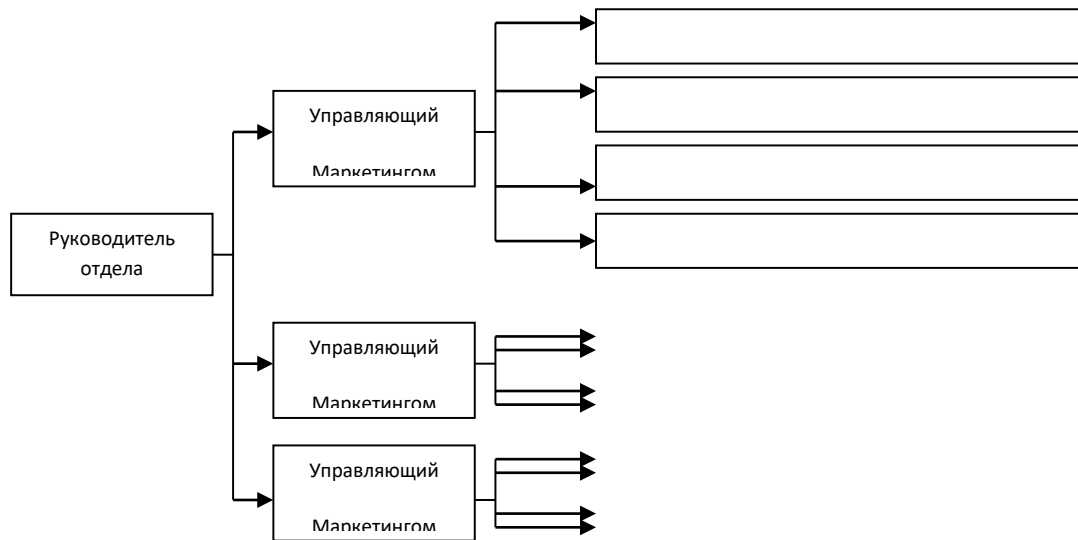 Управляющий
Маркетингом
Руководитель
отдела
Управляющий
Маркетингом
Управляющий
Маркетингом